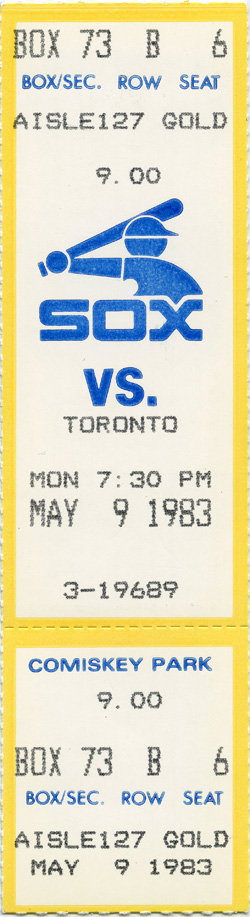 BOX 73 B 6
BOX/SEC. ROW SEAT
AISLE127 GOLD
9.00
SOX
VS.
TORONTO
MON 7:30 PM
MAY 9 1983
3-19689
COMISKEY PARK
9.00
BOX 73 B 6
BOX/SEC. ROW SEAT
AISLE127 GOLD
MAY 9 1983